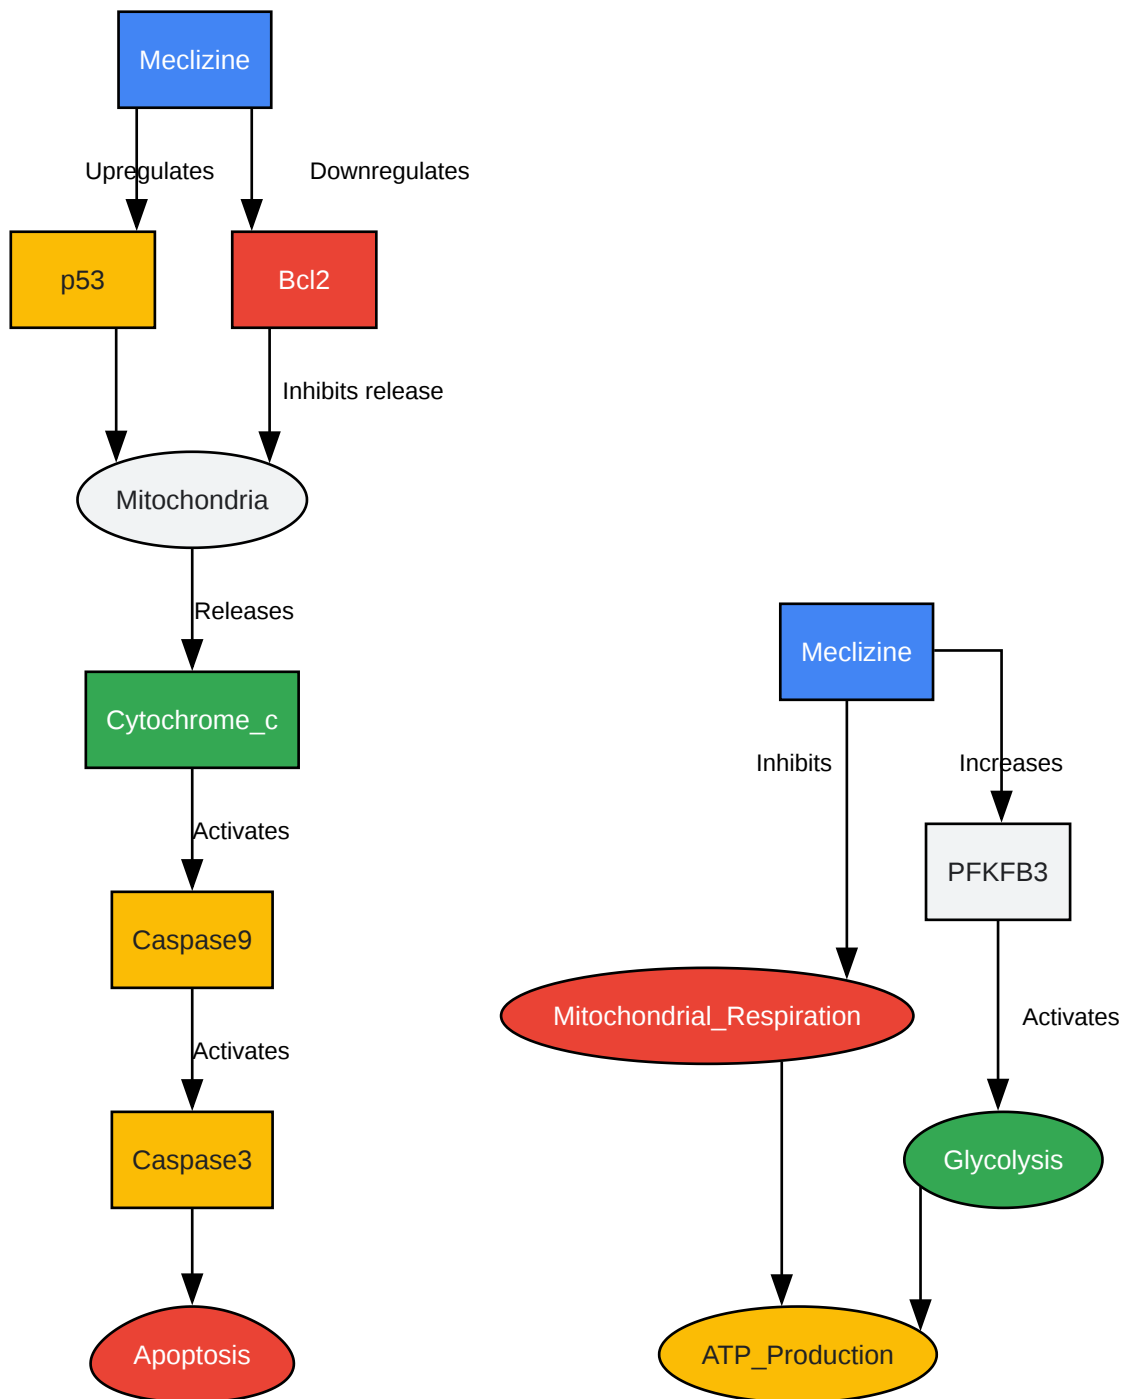 Meclizine
Upregulates
Downregulates
p53
Bcl2
Inhibits release
Mitochondria
Releases
Cytochrome_c
Activates
Caspase9
Activates
Caspase3
Apoptosis
Meclizine
Inhibits
Increases
PFKFB3
Mitochondrial_Respiration
Activates
Glycolysis
ATP_Production